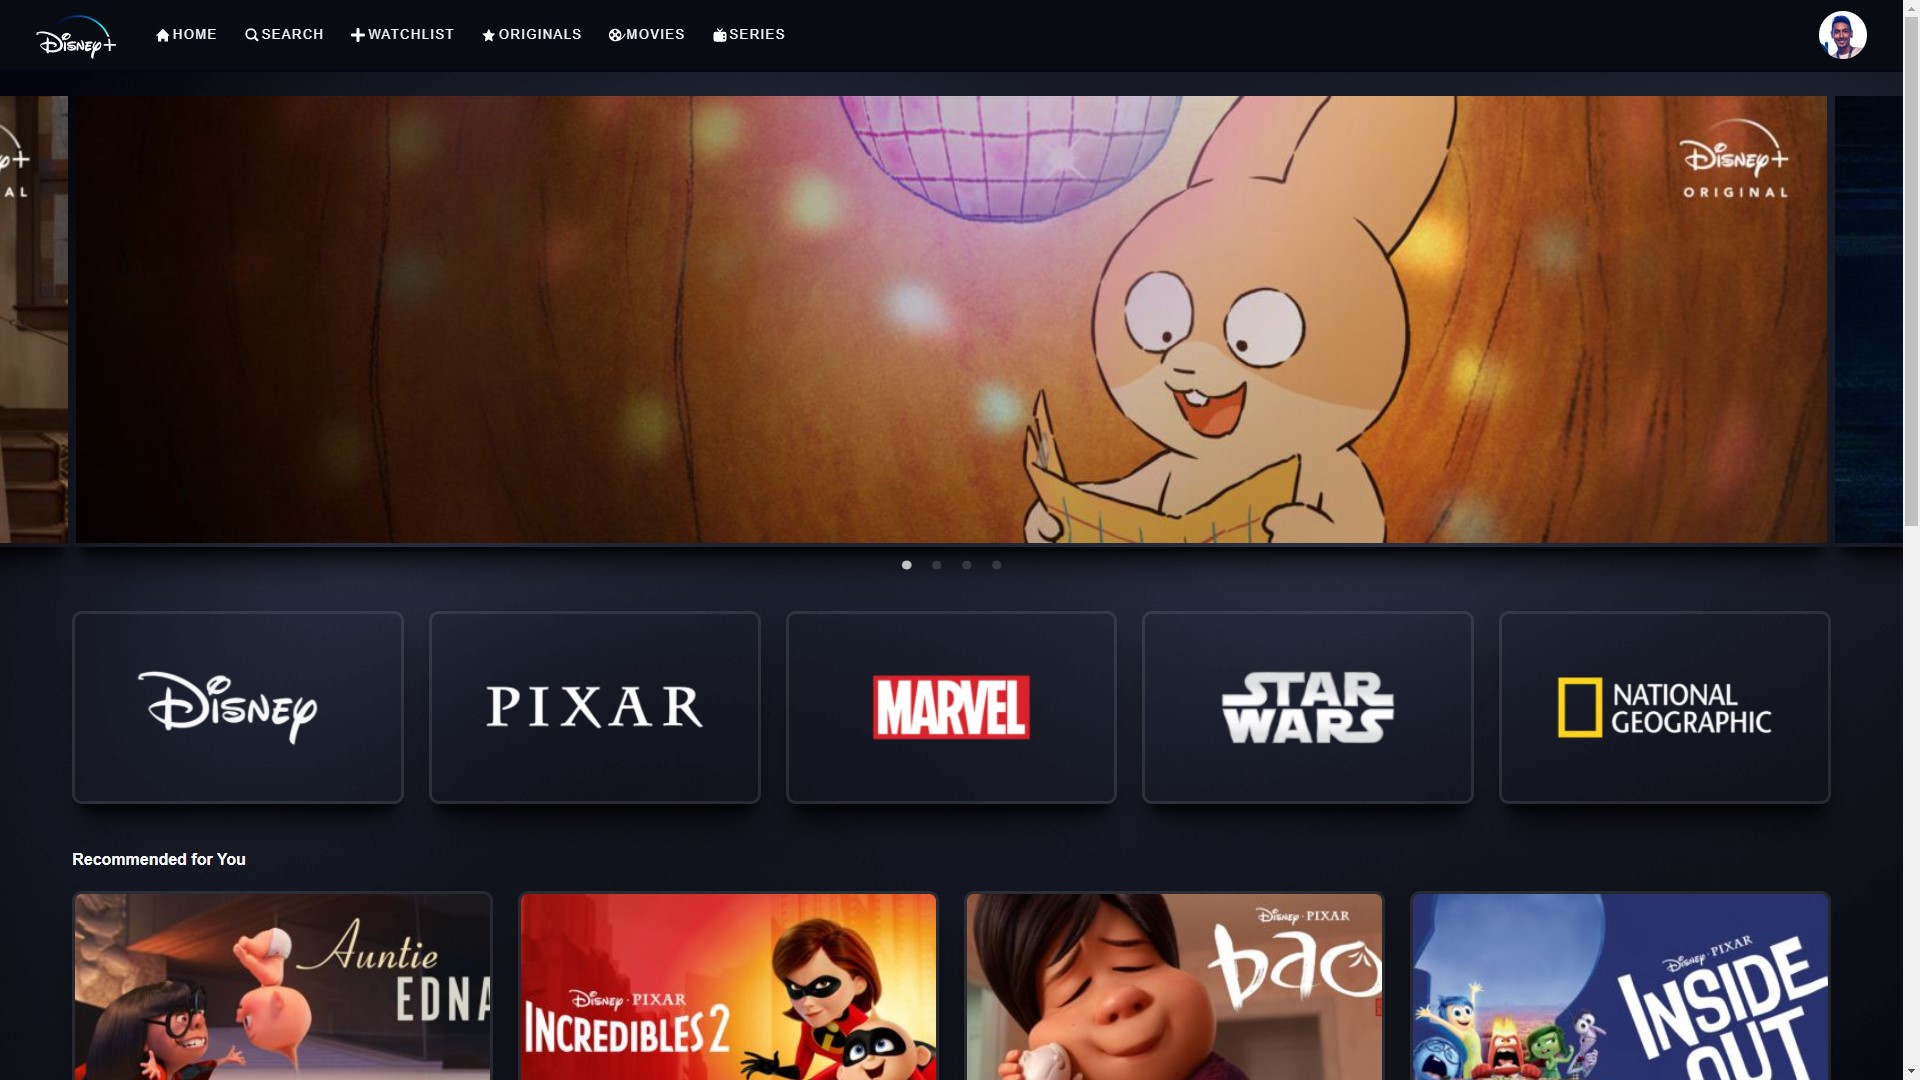 Disney+
HOME
SEARCH
WATCHLIST
ORIGINALS
MOVIES
SERIES
y+
AL
Disney+
ORIGINAL
Disney
PIXAR
MARVEL
STAR
WARS
NATIONAL
GEOGRAPHIC
Recommended for You
Auntie
EDNA
Disney·PIXAR
INCREDIBLES 2
Disney·PIXAR
bao
Disney·PIXAR
INSIDE
OUT